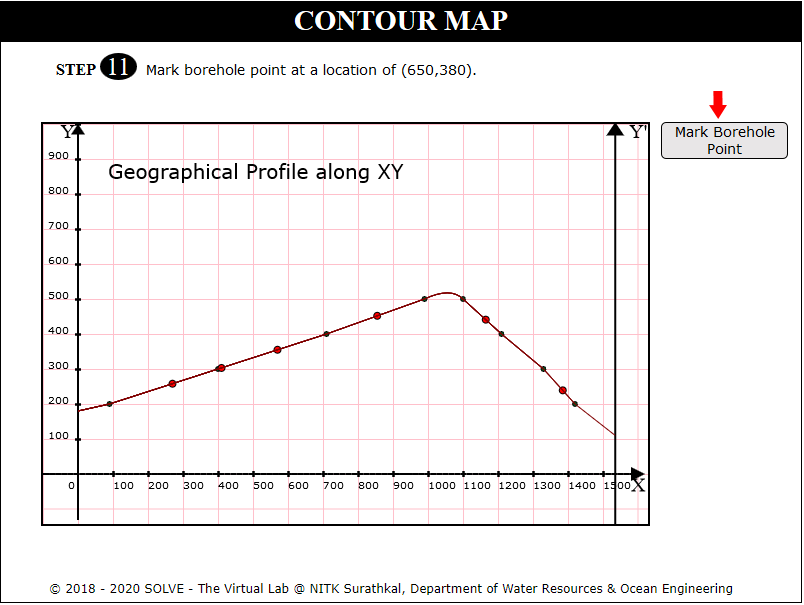 CONTOUR MAP
STEP 11 Mark borehole point at a location of (650,380).
Mark Borehole
Point
Y
Y'
Geographical Profile along XY
900
800
700
600
500
400
300
200
100
0 100 200 300 400 500 600 700 800 900 1000 1100 1200 1300 1400 1500 X
© 2018 - 2020 SOLVE - The Virtual Lab @ NITK Surathkal, Department of Water Resources & Ocean Engineering